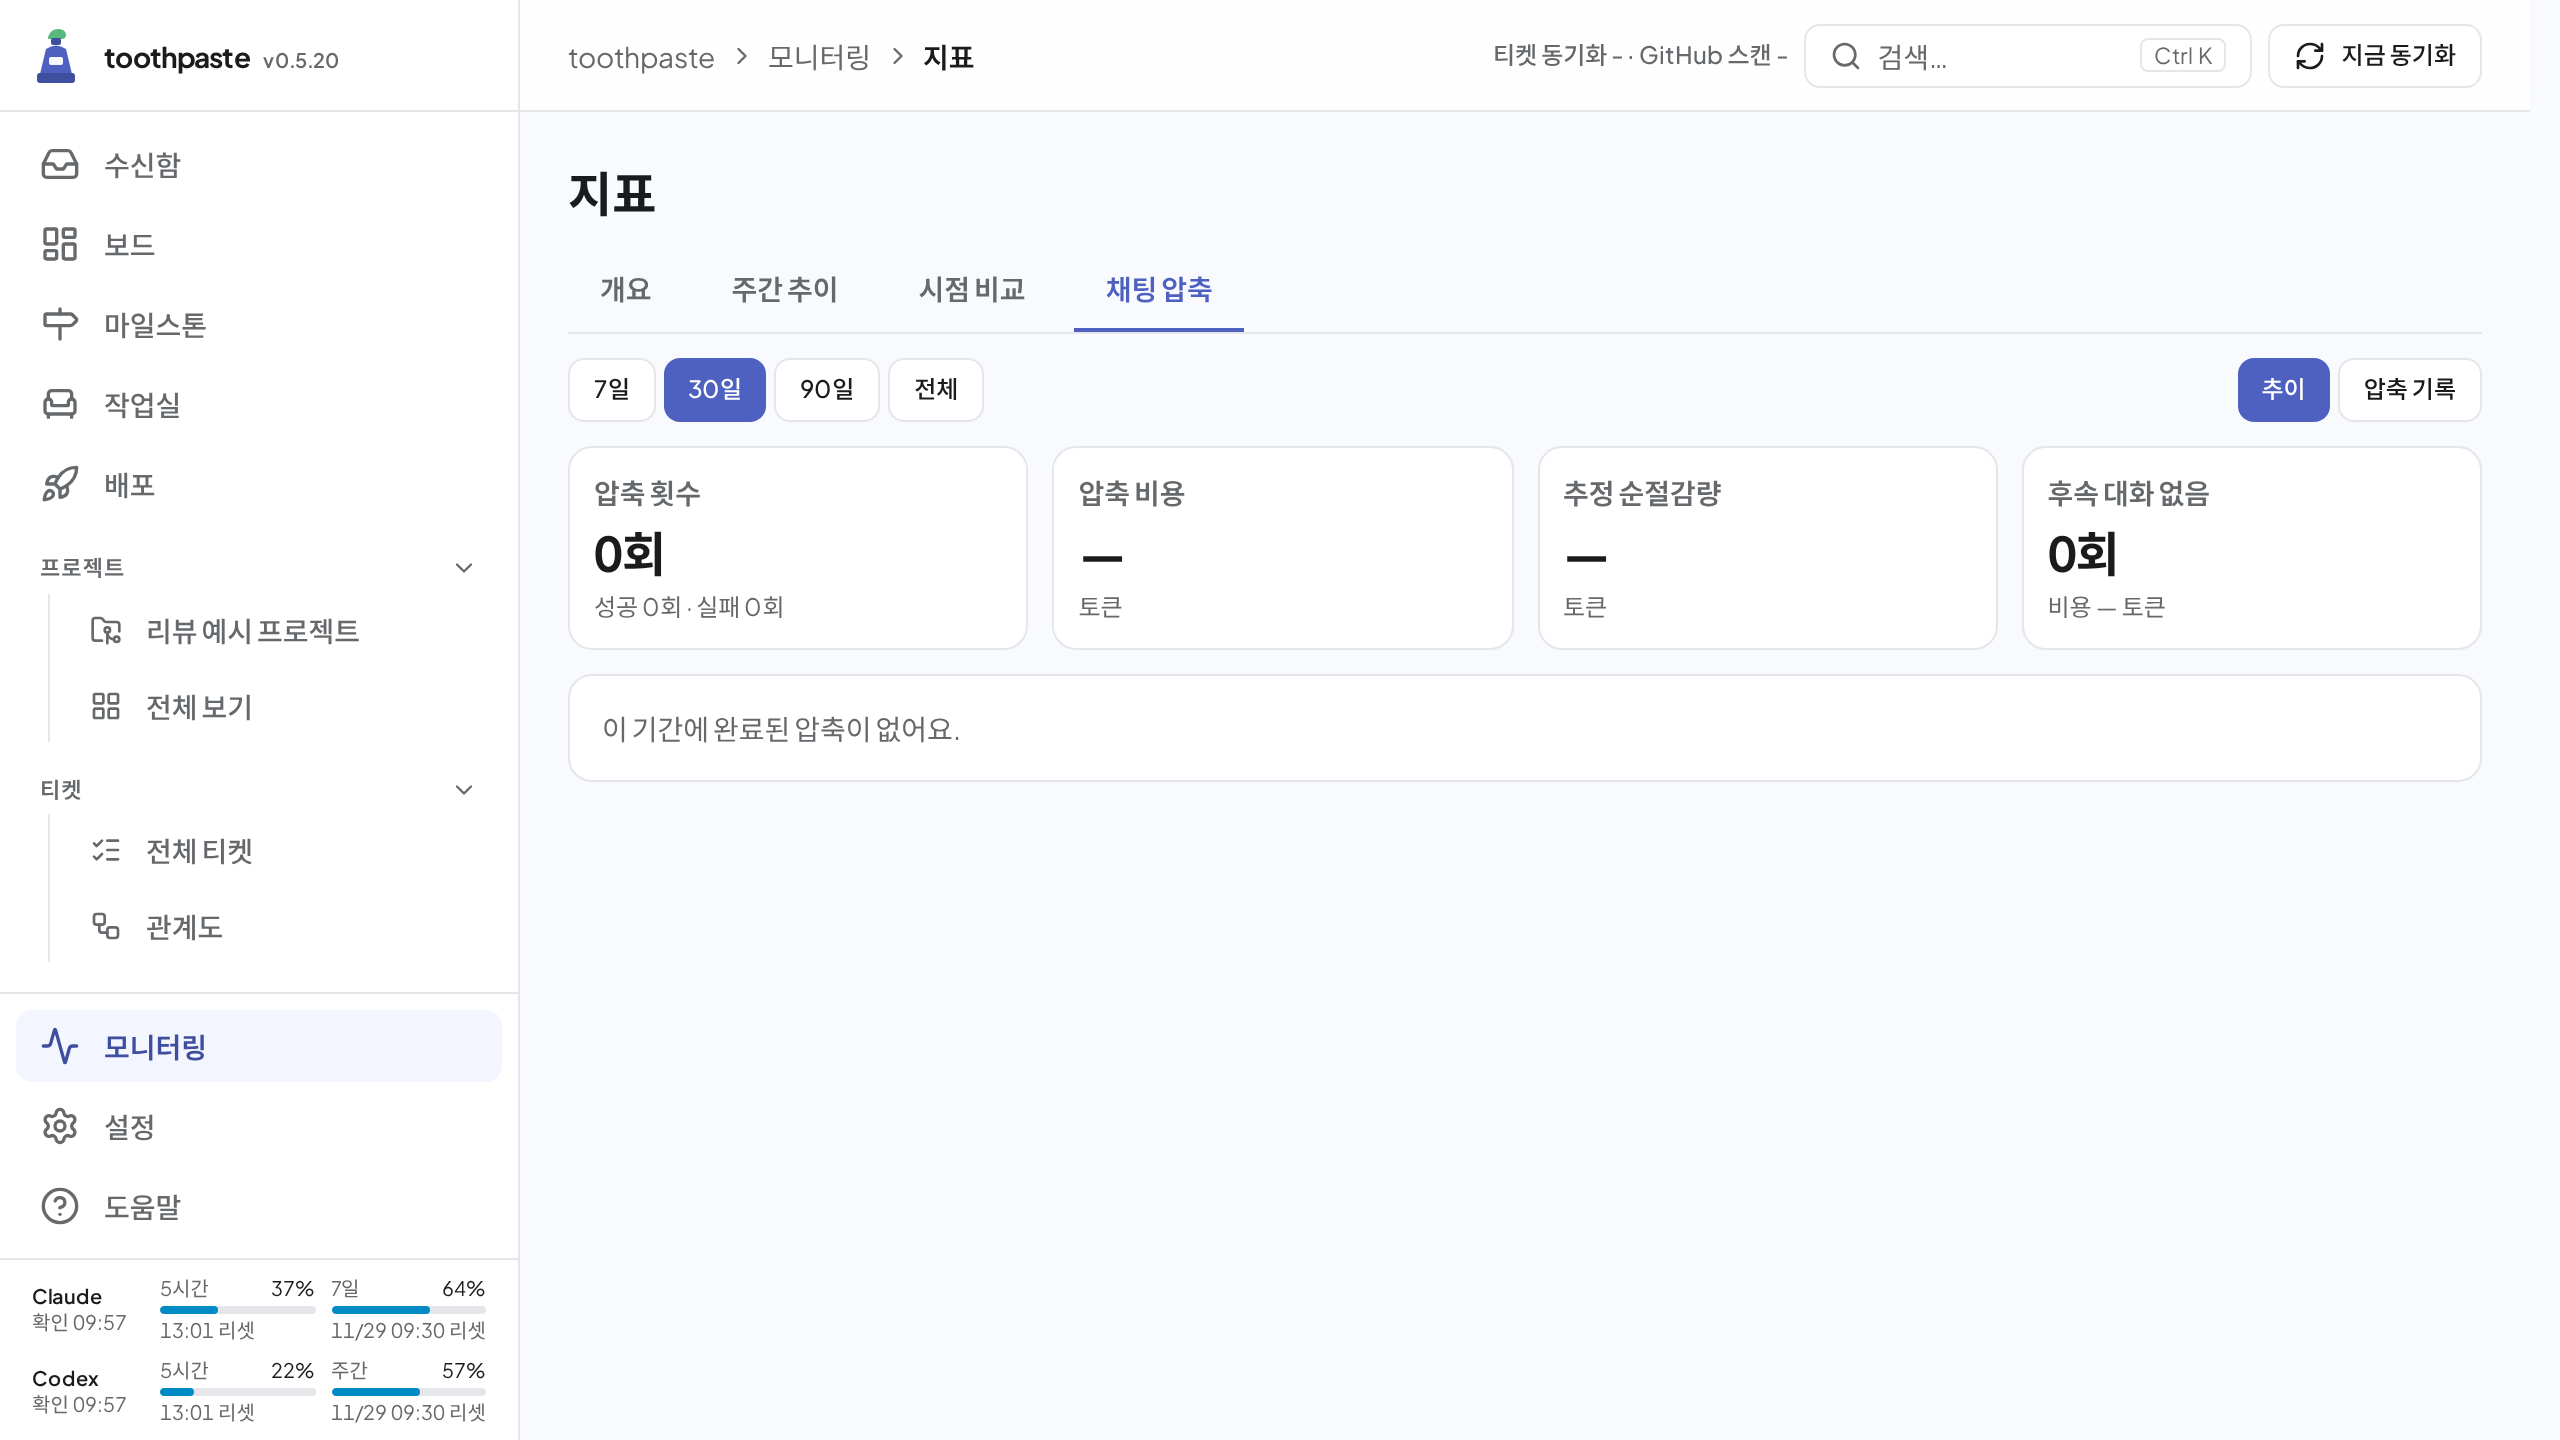 toothpaste v0.5.20
toothpaste > 모니터링 > 지표
티켓 동기화 - · GitHub 스캔 -
검색...
Ctrl K
지금 동기화
수신함
보드
마일스톤
작업실
배포
프로젝트
리뷰 예시 프로젝트
전체 보기
티켓
전체 티켓
관계도
모니터링
설정
도움말
Claude
확인 09:57
5시간 37%
13:01 리셋
7일 64%
11/29 09:30 리셋
Codex
확인 09:57
5시간 22%
13:01 리셋
주간 57%
11/29 09:30 리셋
지표
개요 주간 추이 시점 비교 채팅 압축
7일 30일 90일 전체
추이 압축 기록
압축 횟수
0회
성공 0회 · 실패 0회
압축 비용
—
토큰
추정 순절감량
—
토큰
후속 대화 없음
0회
비용 — 토큰
이 기간에 완료된 압축이 없어요.